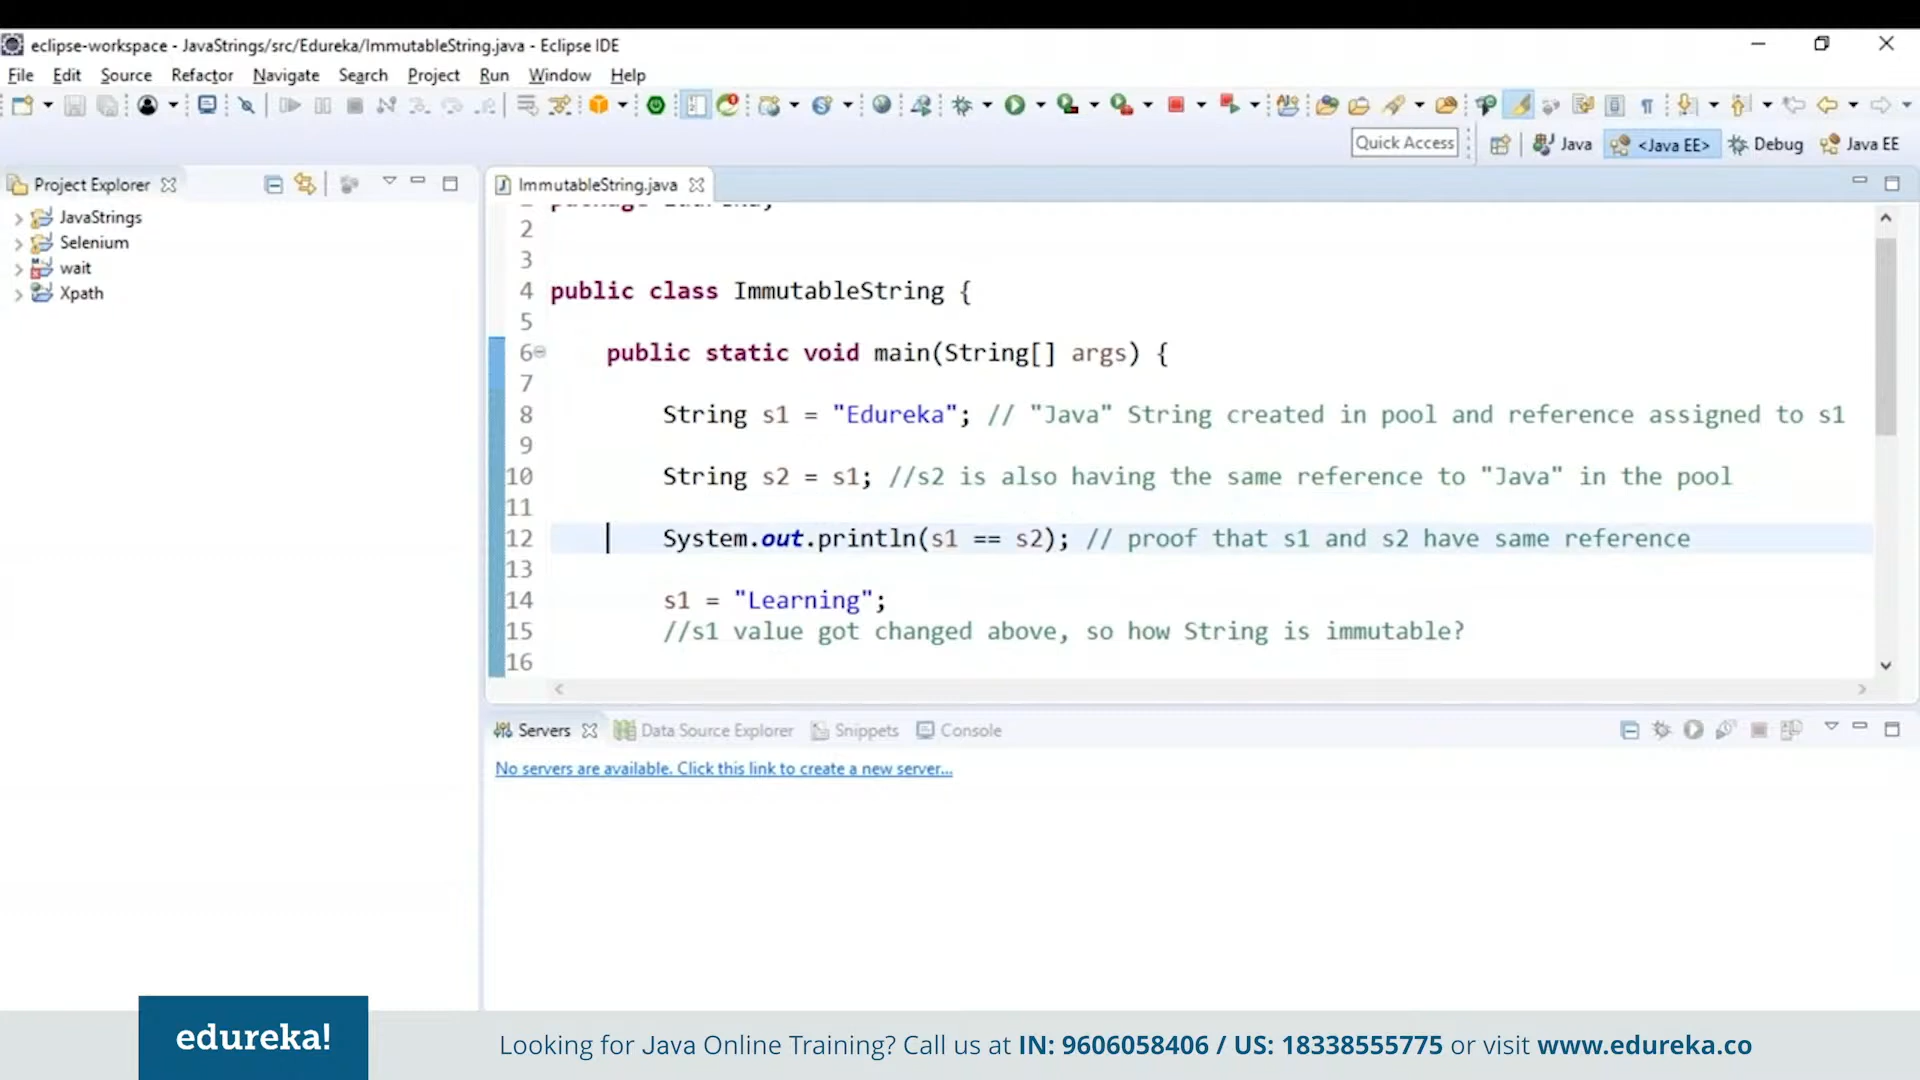 eclipse-workspace - JavaStrings/src/Edureka/ImmutableString.java - Eclipse IDE
File Edit Source Refactor Navigate Search Project Run Window Help
Quick Access Java <Java EE> Debug Java EE
Project Explorer
JavaStrings
Selenium
wait
Xpath
ImmutableString.java
2
3
4 public class ImmutableString {
5
6 public static void main(String[] args) {
7
8 String s1 = "Edureka"; // "Java" String created in pool and reference assigned to s1
9
10 String s2 = s1; //s2 is also having the same reference to "Java" in the pool
11
12 System.out.println(s1 == s2); // proof that s1 and s2 have same reference
13
14 s1 = "Learning";
15 //s1 value got changed above, so how String is immutable?
16
Servers Data Source Explorer Snippets Console
No servers are available. Click this link to create a new server...
edureka!
Looking for Java Online Training? Call us at IN: 9606058406 / US: 18338555775 or visit www.edureka.co